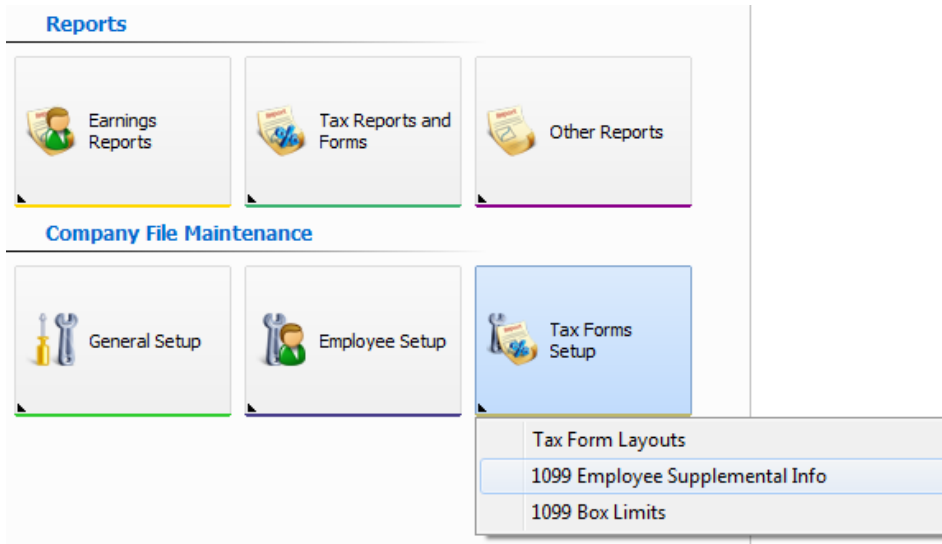 Reports
Earnings
Reports
Tax Reports and
Forms
Other Reports
Company File Maintenance
General Setup
Employee Setup
Tax Forms
Setup
Tax Form Layouts
1099 Employee Supplemental Info
1099 Box Limits